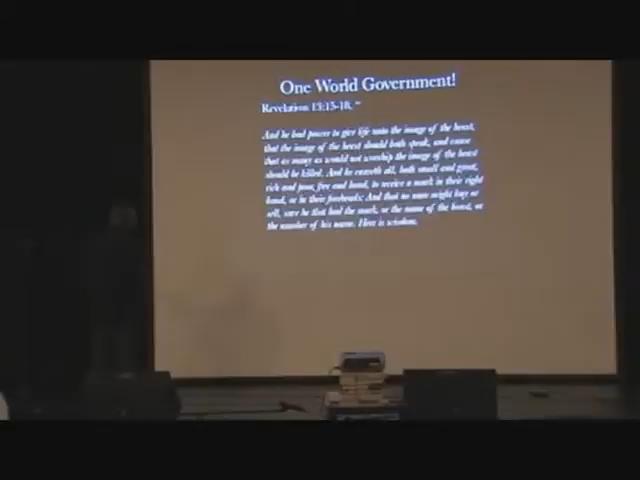 One World Government!
Revelation 13:15-18, "
And he had power to give life unto the image of the beast,
that the image of the beast should both speak, and cause
that as many as would not worship the image of the beast
should be killed. And he causeth all, both small and great,
rich and poor, free and bond, to receive a mark in their right
hand, or in their foreheads: And that no man might buy or
sell, save he that had the mark, or the name of the beast, or
the number of his name. Here is wisdom.